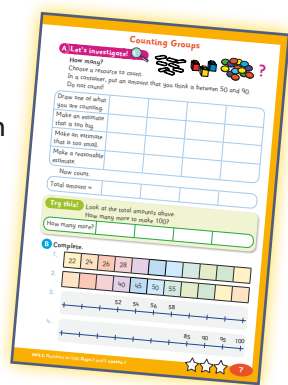 Counting Groups
A Let's investigate!
?
How many?
Choose a resource to count.
In a container, put an amount that you think is between 50 and 90.
Do not count!
Draw one of what
you are counting.
Make an estimate
that is too big.
Make an estimate
that is too small.
Make a reasonable
estimate.
Now count.
Total amount =
Try this! Look at the total amounts above.
How many more to make 100?
How many more?
B Complete.
1.
22 24 26 28
2.
40 45 50 55
3.
52 54 56 58
4.
85 90 95 100
7
n